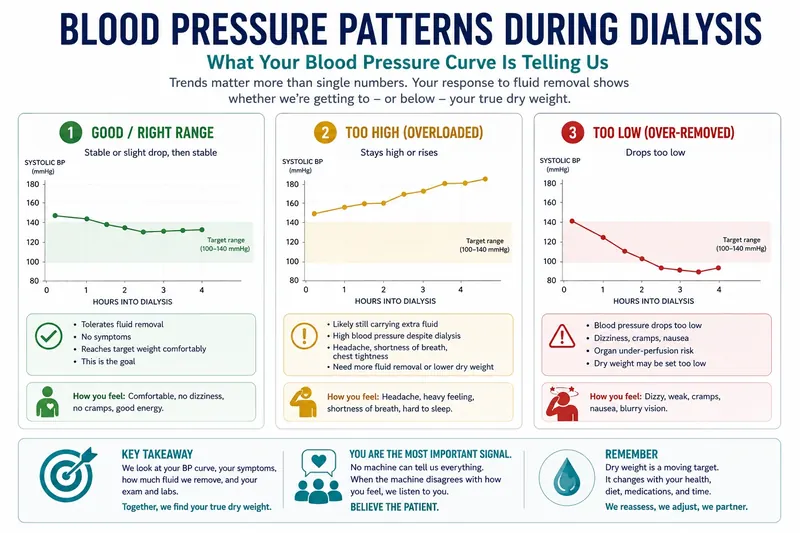 BLOOD PRESSURE PATTERNS DURING DIALYSIS
What Your Blood Pressure Curve Is Telling Us
Trends matter more than single numbers. Your response to fluid removal shows
whether we're getting to – or below – your true dry weight.
1 GOOD / RIGHT RANGE
Stable or slight drop, then stable
SYSTOLIC BP
(mmHg)
180
160
140
120
100
80
Target range
(100–140 mmHg)
0 1 2 3 4
HOURS INTO DIALYSIS
• Tolerates fluid removal
• No symptoms
• Reaches target weight comfortably
• This is the goal
How you feel: Comfortable, no dizziness,
no cramps, good energy.
2 TOO HIGH (OVERLOADED)
Stays high or rises
SYSTOLIC BP
(mmHg)
180
160
140
120
100
80
Target range
(100–140 mmHg)
0 1 2 3 4
HOURS INTO DIALYSIS
• Likely still carrying extra fluid
• High blood pressure despite dialysis
• Headache, shortness of breath,
chest tightness
• Need more fluid removal or lower dry weight
How you feel: Headache, heavy feeling,
shortness of breath, hard to sleep.
3 TOO LOW (OVER-REMOVED)
Drops too low
SYSTOLIC BP
(mmHg)
180
160
140
120
100
80
Target range
(100–140 mmHg)
0 1 2 3 4
HOURS INTO DIALYSIS
• Blood pressure drops too low
• Dizziness, cramps, nausea
• Organ under-perfusion risk
• Dry weight may be set too low
How you feel: Dizzy, weak, cramps,
nausea, blurry vision.
KEY TAKEAWAY
We look at your BP curve, your symptoms,
how much fluid we remove, and your
exam and labs.
Together, we find your true dry weight.
YOU ARE THE MOST IMPORTANT SIGNAL.
No machine can tell us everything.
When the machine disagrees with how
you feel, we listen to you.
BELIEVE THE PATIENT.
REMEMBER
Dry weight is a moving target.
It changes with your health,
diet, medications, and time.
We reassess, we adjust, we partner.